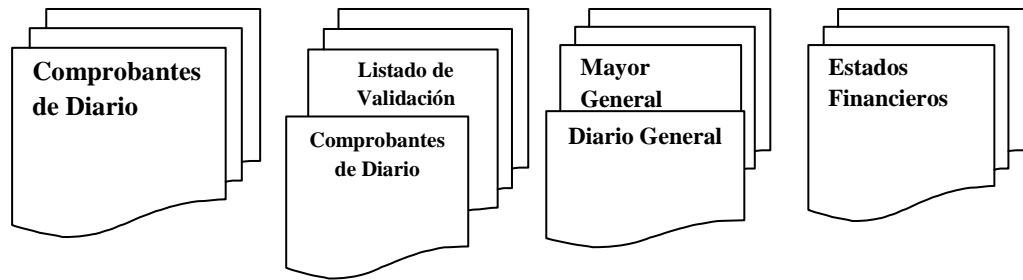 Comprobantes
de Diario
Listado de
Validación
Comprobantes
de Diario
Mayor
General
Diario General
Estados
Financieros